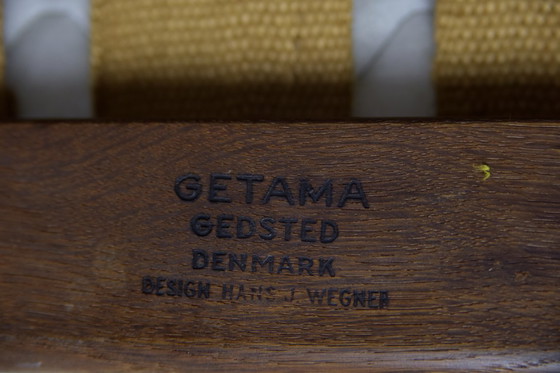 GETAMA
GEDSTED
DENMARK
DESIGN HANS J. WEGNER